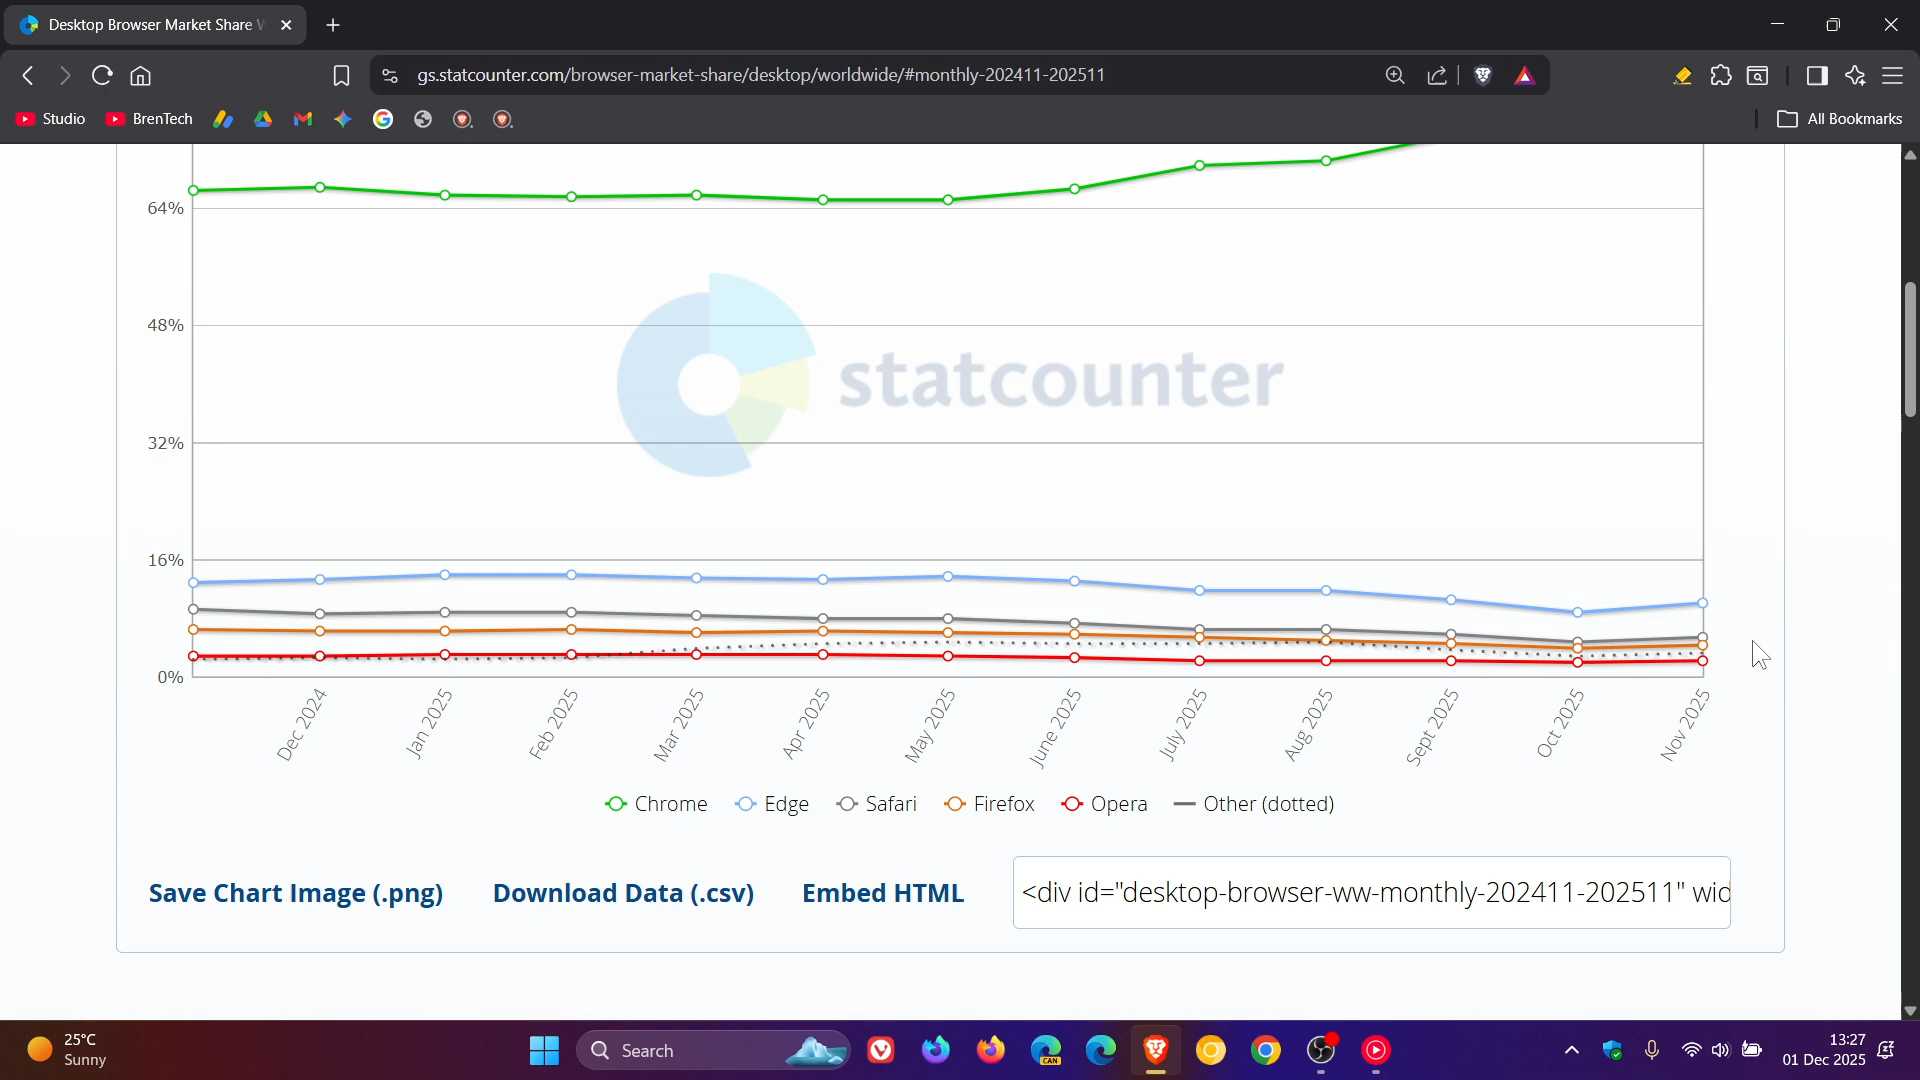 Desktop Browser Market Share
gs.statcounter.com/browser-market-share/desktop/worldwide/#monthly-202411-202511
Studio
BrenTech
All Bookmarks
64%
48%
32%
16%
0%
statcounter
Dec 2024
Jan 2025
Feb 2025
Mar 2025
Apr 2025
May 2025
June 2025
July 2025
Aug 2025
Sept 2025
Oct 2025
Nov 2025
Chrome Edge Safari Firefox Opera Other (dotted)
Save Chart Image (.png) Download Data (.csv) Embed HTML <div id="desktop-browser-ww-monthly-202411-202511" wid
25°C
Sunny
Search
CAN
13:27
01 Dec 2025